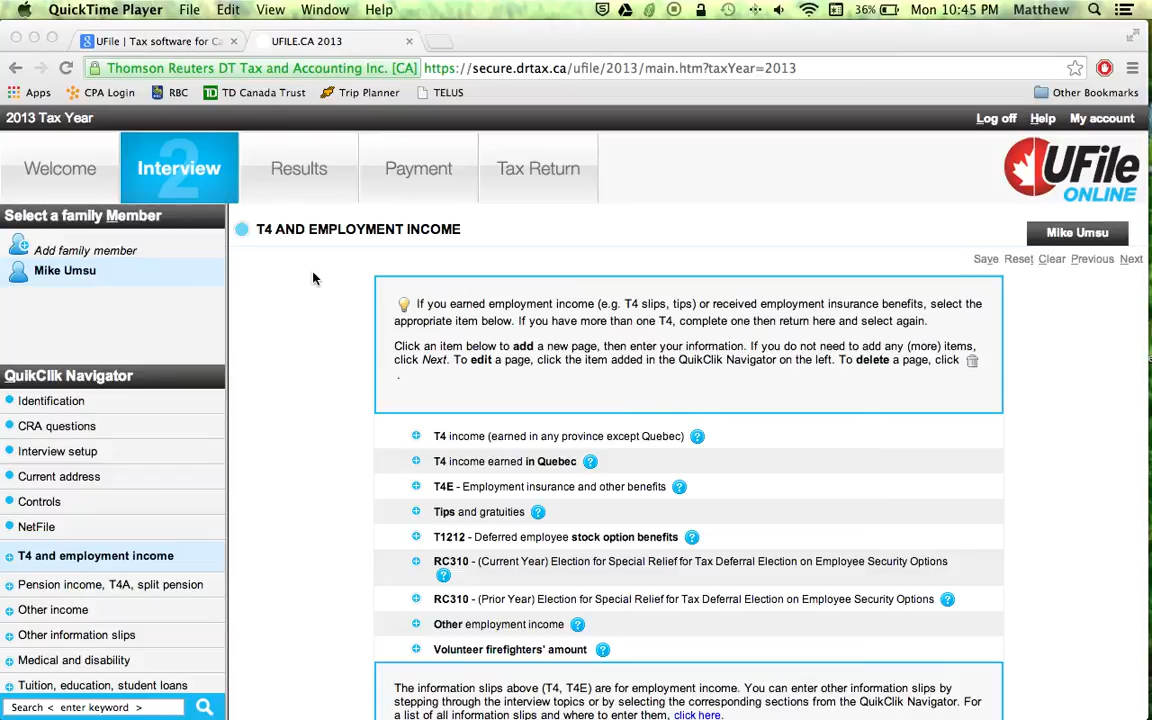 QuickTime Player File Edit View Window Help 36% Mon 10:45 PM Matthew
UFile | Tax software for Ca × UFILE.CA 2013 ×
Thomson Reuters DT Tax and Accounting Inc. [CA] https://secure.drtax.ca/ufile/2013/main.htm?taxYear=2013
Apps CPA Login RBC TD Canada Trust Trip Planner TELUS Other Bookmarks
2013 Tax Year Log off Help My account
Welcome 2 Interview Results Payment Tax Return UFile
ONLINE
Select a family Member
Add family member
Mike Umsu
T4 AND EMPLOYMENT INCOME Mike Umsu
Save Reset Clear Previous Next
If you earned employment income (e.g. T4 slips, tips) or received employment insurance benefits, select the
appropriate item below. If you have more than one T4, complete one then return here and select again.
Click an item below to add a new page, then enter your information. If you do not need to add any (more) items,
click Next. To edit a page, click the item added in the QuikClik Navigator on the left. To delete a page, click
.
QuikClik Navigator
Identification
CRA questions
Interview setup
Current address
Controls
NetFile
T4 and employment income
Pension income, T4A, split pension
Other income
Other information slips
Medical and disability
Tuition, education, student loans
Search < enter keyword >
T4 income (earned in any province except Quebec) ?
T4 income earned in Quebec ?
T4E - Employment insurance and other benefits ?
Tips and gratuities ?
T1212 - Deferred employee stock option benefits ?
RC310 - (Current Year) Election for Special Relief for Tax Deferral Election on Employee Security Options
?
RC310 - (Prior Year) Election for Special Relief for Tax Deferral Election on Employee Security Options ?
Other employment income ?
Volunteer firefighters' amount ?
The information slips above (T4, T4E) are for employment income. You can enter other information slips by
stepping through the interview topics or by selecting the corresponding sections from the QuikClik Navigator. For
a list of all information slips and where to enter them, click here.